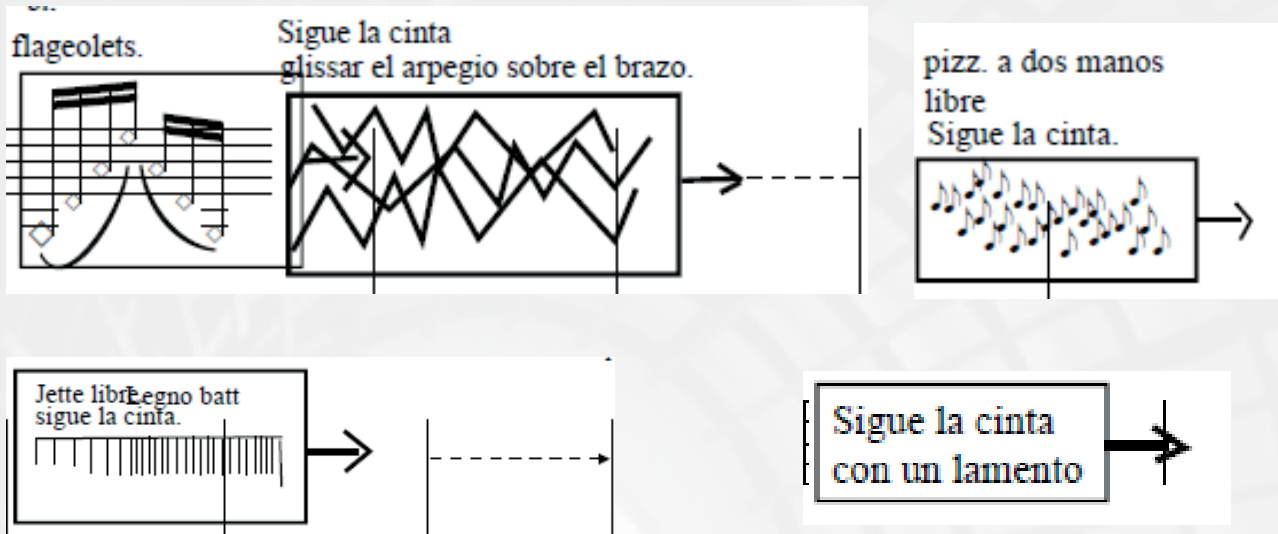 flageolets.
Sigue la cinta
glissar el arpegio sobre el brazo.
pizz. a dos manos
libre
Sigue la cinta.
Jette libre Legno batt
sigue la cinta.
Sigue la cinta
con un lamento